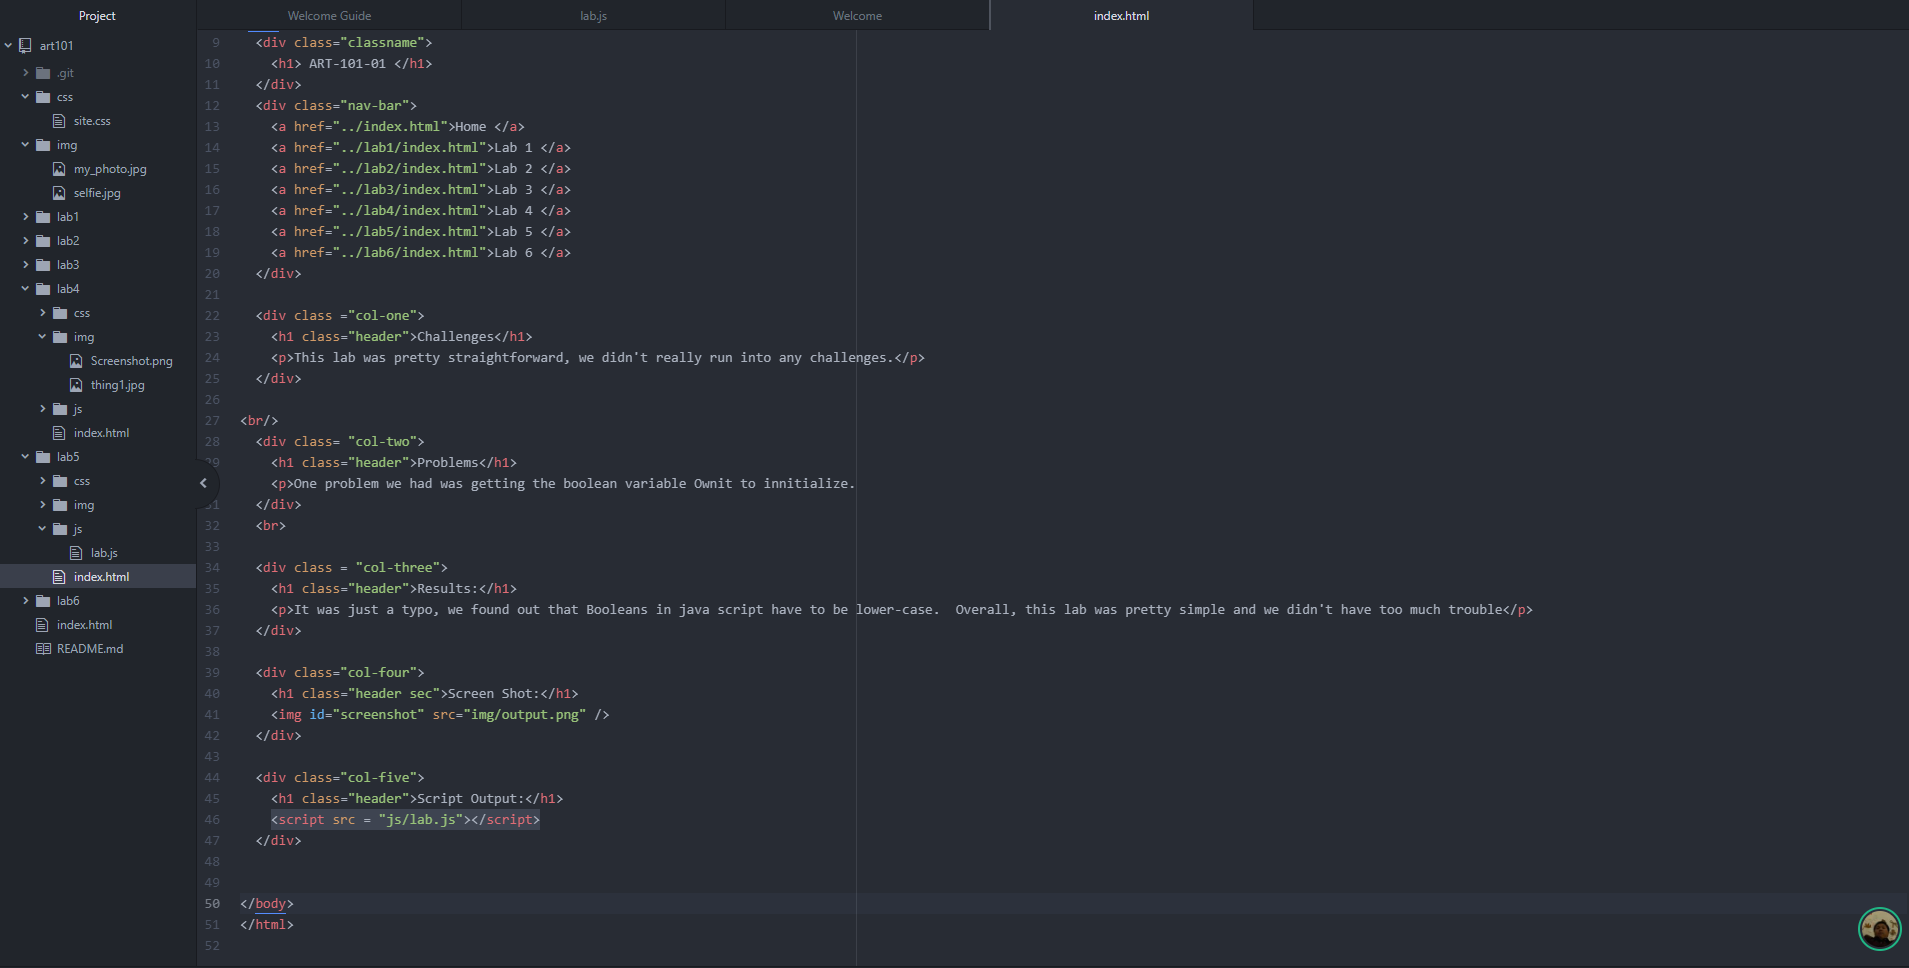 Project
art101
.git
css
site.css
img
my_photo.jpg
selfie.jpg
lab1
lab2
lab3
lab4
css
img
Screenshot.png
thing1.jpg
js
index.html
lab5
css
img
js
lab.js
index.html
lab6
index.html
README.md
Welcome Guide
lab.js
Welcome
index.html
9 <div class="classname">
10 <h1> ART-101-01 </h1>
11 </div>
12 <div class="nav-bar">
13 <a href="../index.html">Home </a>
14 <a href="../lab1/index.html">Lab 1 </a>
15 <a href="../lab2/index.html">Lab 2 </a>
16 <a href="../lab3/index.html">Lab 3 </a>
17 <a href="../lab4/index.html">Lab 4 </a>
18 <a href="../lab5/index.html">Lab 5 </a>
19 <a href="../lab6/index.html">Lab 6 </a>
20 </div>
21
22 <div class ="col-one">
23 <h1 class="header">Challenges</h1>
24 <p>This lab was pretty straightforward, we didn't really run into any challenges.</p>
25 </div>
26
27 <br/>
28 <div class= "col-two">
29 <h1 class="header">Problems</h1>
<p>One problem we had was getting the boolean variable Ownit to innitialize.
31 </div>
32 <br>
33
34 <div class = "col-three">
35 <h1 class="header">Results:</h1>
36 <p>It was just a typo, we found out that Booleans in java script have to be lower-case.  Overall, this lab was pretty simple and we didn't have too much trouble</p>
37 </div>
38
39 <div class="col-four">
40 <h1 class="header sec">Screen Shot:</h1>
41 <img id="screenshot" src="img/output.png" />
42 </div>
43
44 <div class="col-five">
45 <h1 class="header">Script Output:</h1>
46 <script src = "js/lab.js"></script>
47 </div>
48
49
50 </body>
51 </html>
52